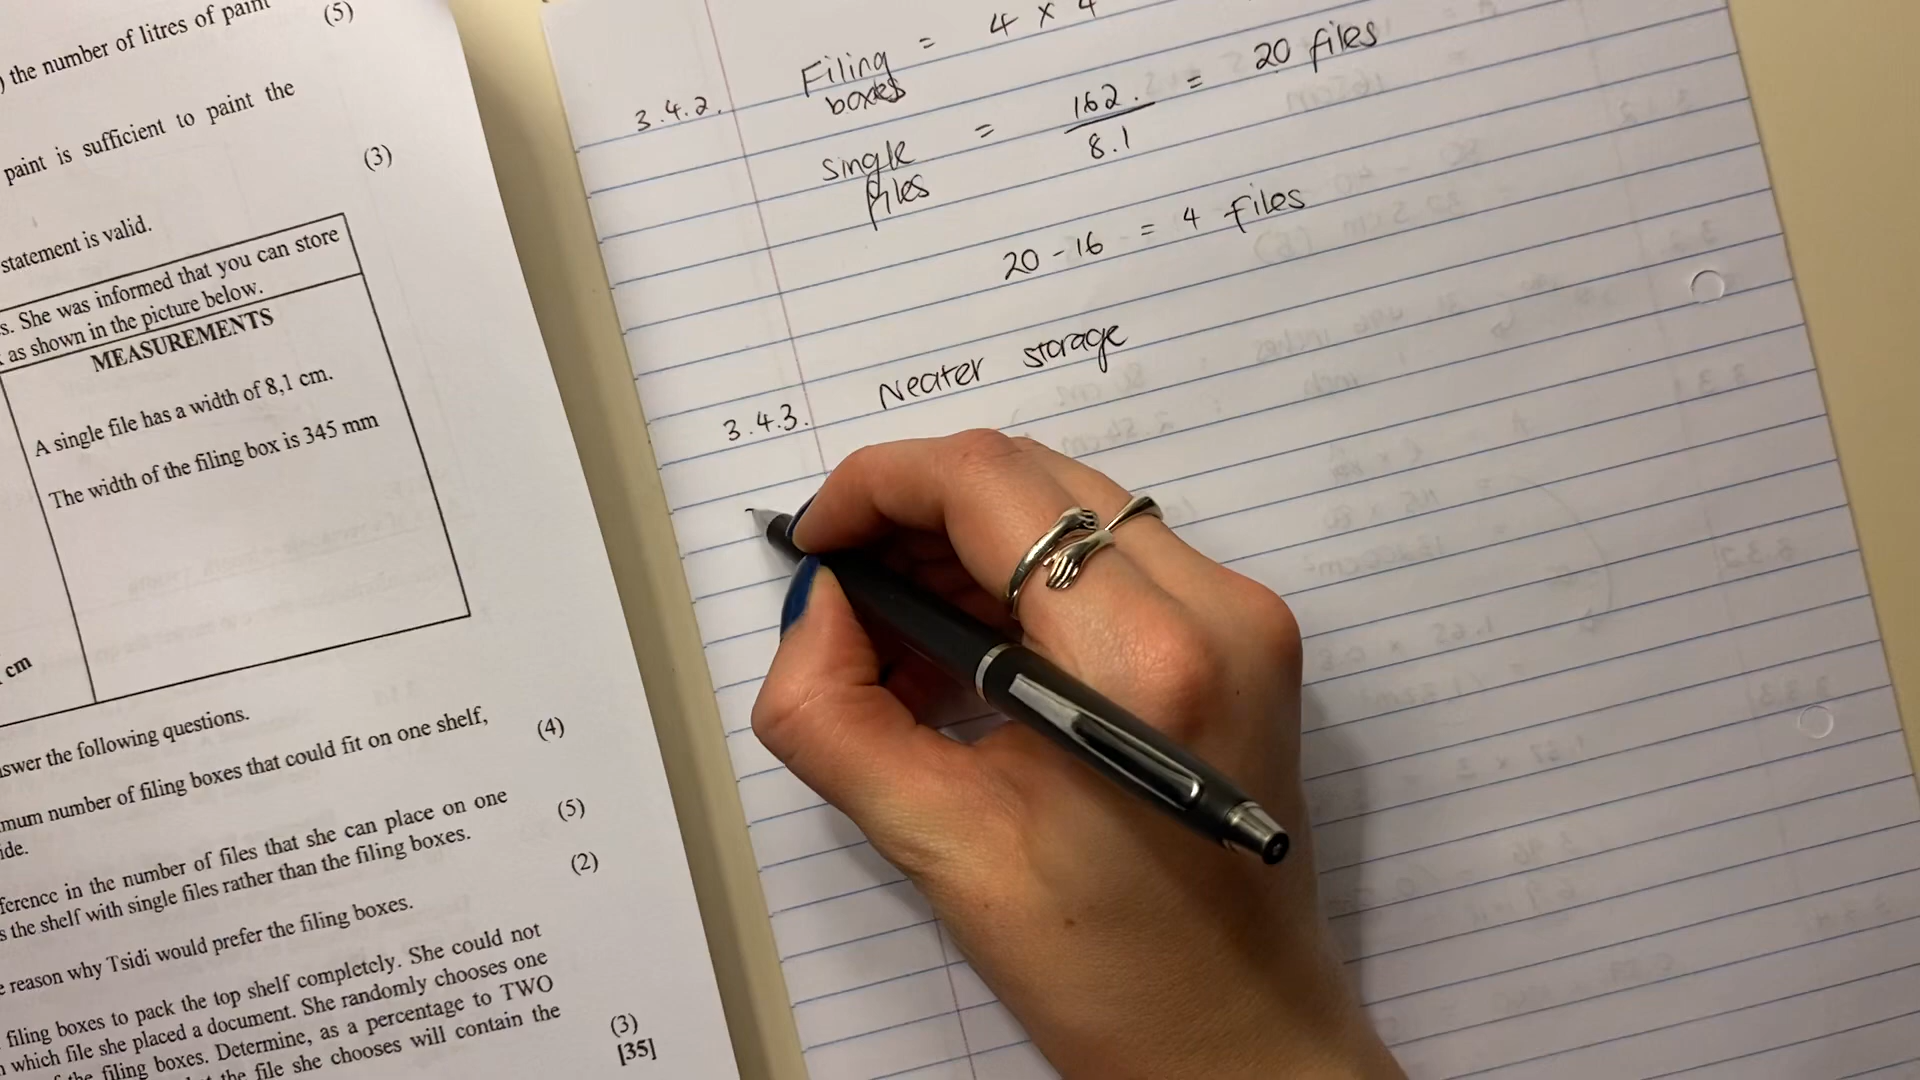 ) the number of litres of paint
(5)
paint is sufficient to paint the
(3)
statement is valid.
s. She was informed that you can store
as shown in the picture below.
MEASUREMENTS
A single file has a width of 8,1 cm.
The width of the filing box is 345 mm
cm
swer the following questions.
mum number of filing boxes that could fit on one shelf,
(4)
ide.
ference in the number of files that she can place on one
(5)
s the shelf with single files rather than the filing boxes.
(2)
e reason why Tsidi would prefer the filing boxes.
filing boxes to pack the top shelf completely. She could not
which file she placed a document. She randomly chooses one
the filing boxes. Determine, as a percentage to TWO
the file she chooses will contain the
(3)
[35]
3.4.2. Filing boxes = 4 × 4
single files = 162. / 8.1 = 20 files
20 - 16 = 4 files
3.4.3. Neater storage